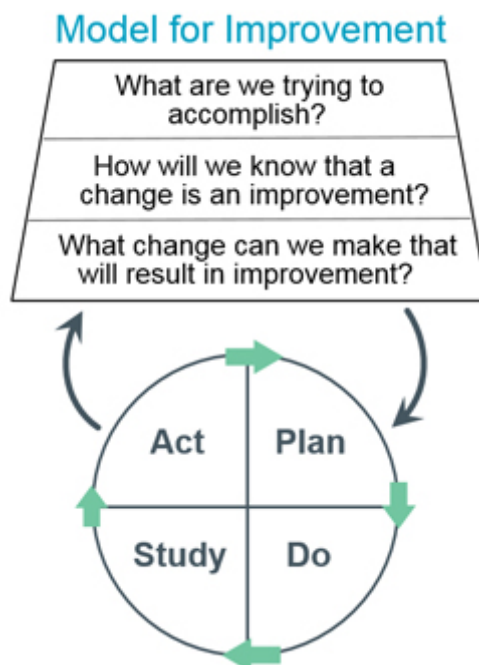 Model for Improvement
What are we trying to
accomplish?
How will we know that a
change is an improvement?
What change can we make that
will result in improvement?
Act
Plan
Study
Do